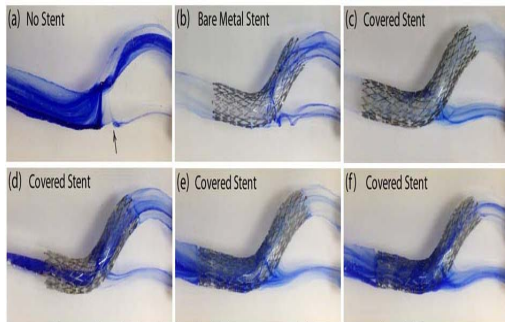 (a) No Stent
(b) Bare Metal Stent
(c) Covered Stent
(d) Covered Stent
(e) Covered Stent
(f) Covered Stent